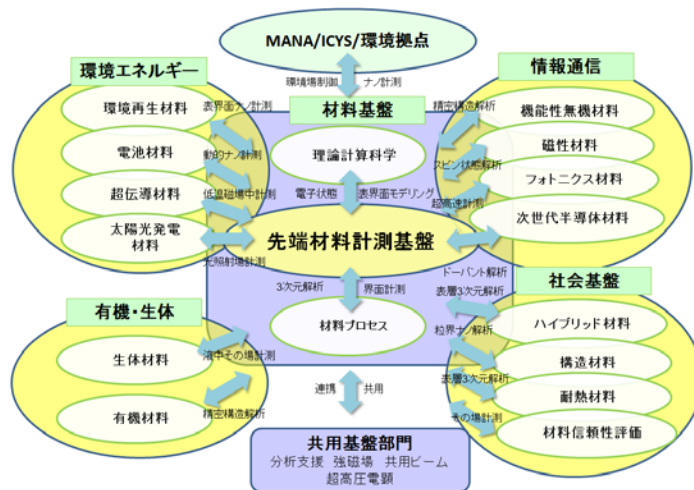 MANA/ICYS/環境拠点
環境場制御 ナノ計測
環境エネルギー
環境再生材料
電池材料
超伝導材料
太陽光発電
材料
表界面ナノ計測
動的ナノ計測
低温磁場中計測
光照射場計測
材料基盤
理論計算科学
電子状態 表界面モデリング
先端材料計測基盤
3次元解析 界面計測
材料プロセス
情報通信
機能性無機材料
磁性材料
フォトニクス材料
次世代半導体材料
精密構造解析
スピン状態解析
超高速計測
ドーパント解析
有機・生体
生体材料
有機材料
液中その場計測
精密構造解析
社会基盤
ハイブリッド材料
構造材料
耐熱材料
材料信頼性評価
表層3次元解析
粒界ナノ解析
表層3次元解析
その場計測
連携 共用
共用基盤部門
分析支援 強磁場 共用ビーム
超高圧電顕